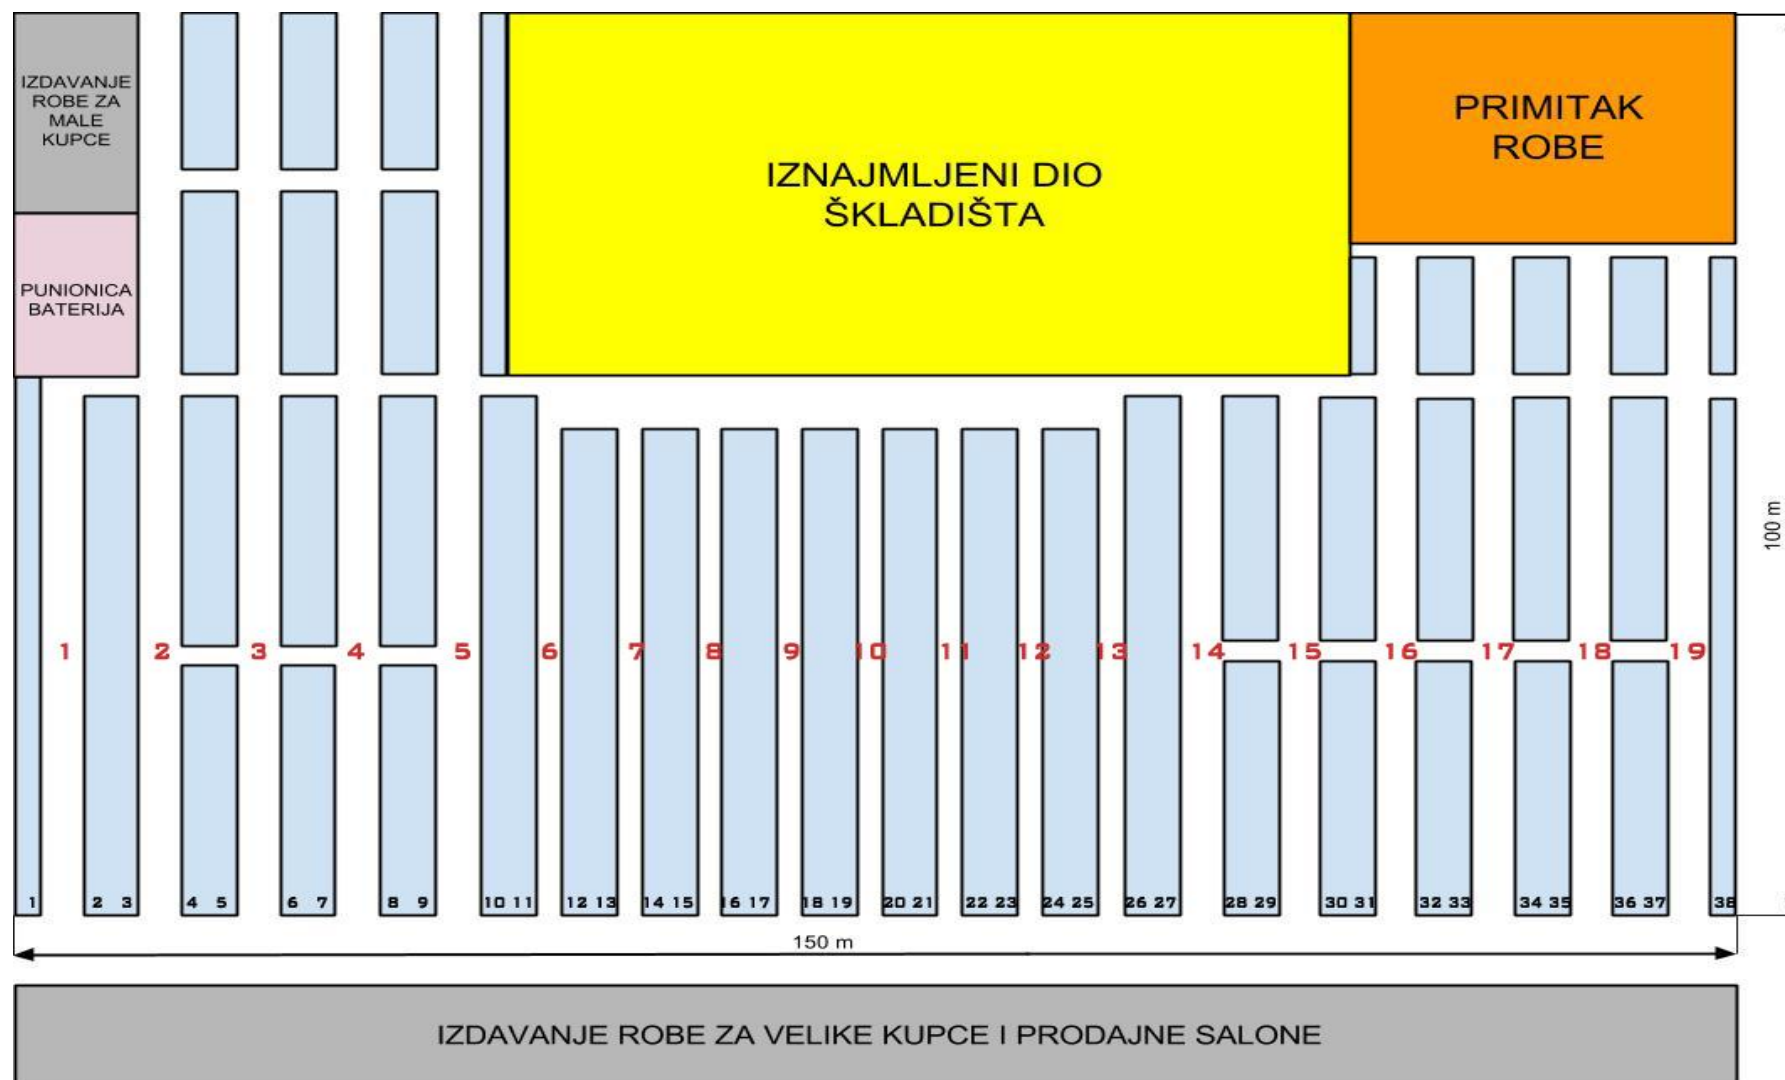 IZDAVANJE
ROBE ZA
MALE
KUPCE
IZNAJMLJENI DIO
ŠKLADIŠTA
PRIMITAK
ROBE
PUNIONICA
BATERIJA
100 m
1 2 3 4 5 6 7 8 9 10 11 12 13 14 15 16 17 18 19
1 2 3 4 5 6 7 8 9 10 11 12 13 14 15 16 17 18 19 20 21 22 23 24 25 26 27 28 29 30 31 32 33 34 35 36 37 38
150 m
IZDAVANJE ROBE ZA VELIKE KUPCE I PRODAJNE SALONE